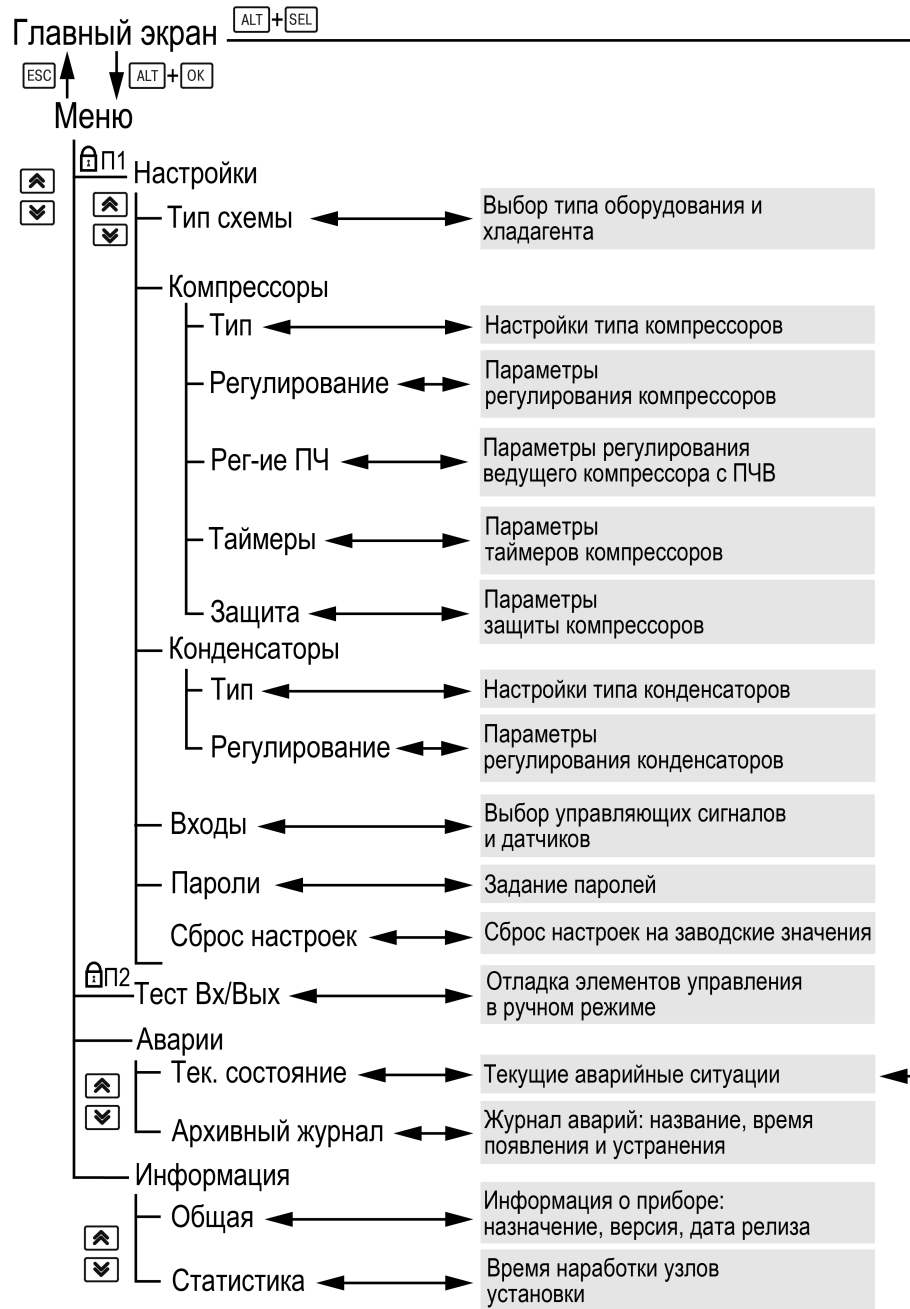 Главный экран ALT+SEL
ESC ALT+OK
Меню
П1
Настройки
Тип схемы
Выбор типа оборудования и
хладагента
Компрессоры
Тип
Настройки типа компрессоров
Регулирование
Параметры
регулирования компрессоров
Рег-ие ПЧ
Параметры регулирования
ведущего компрессора с ПЧВ
Таймеры
Параметры
таймеров компрессоров
Защита
Параметры
защиты компрессоров
Конденсаторы
Тип
Настройки типа конденсаторов
Регулирование
Параметры
регулирования конденсаторов
Входы
Выбор управляющих сигналов
и датчиков
Пароли
Задание паролей
Сброс настроек
Сброс настроек на заводские значения
П2
Тест Вх/Вых
Отладка элементов управления
в ручном режиме
Аварии
Тек. состояние
Текущие аварийные ситуации
Архивный журнал
Журнал аварий: название, время
появления и устранения
Информация
Общая
Информация о приборе:
назначение, версия, дата релиза
Статистика
Время наработки узлов
установки